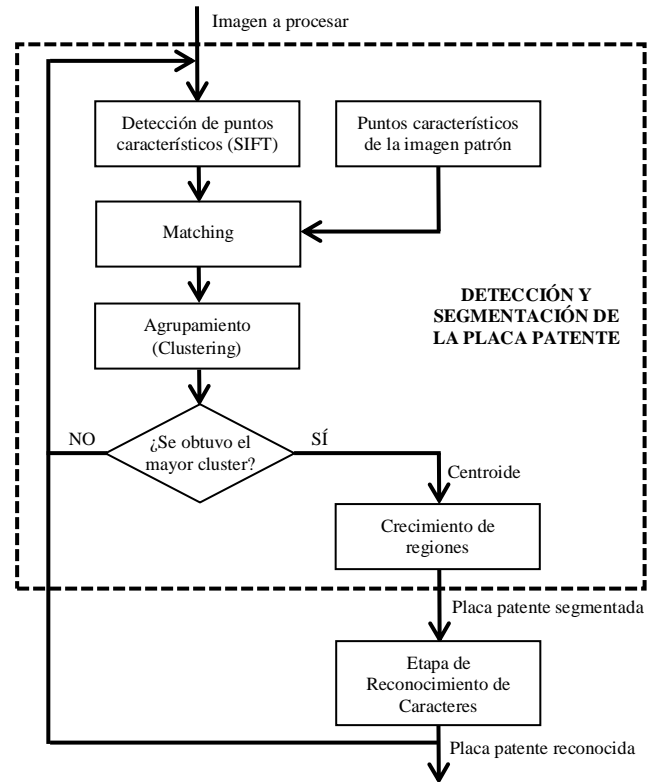 Imagen a procesar
Detección de puntos
característicos (SIFT)
Puntos característicos
de la imagen patrón
Matching
DETECCIÓN Y
SEGMENTACIÓN DE
LA PLACA PATENTE
Agrupamiento
(Clustering)
NO
¿Se obtuvo el
mayor cluster?
SÍ
Centroide
Crecimiento de
regiones
Placa patente segmentada
Etapa de
Reconocimiento de
Caracteres
Placa patente reconocida